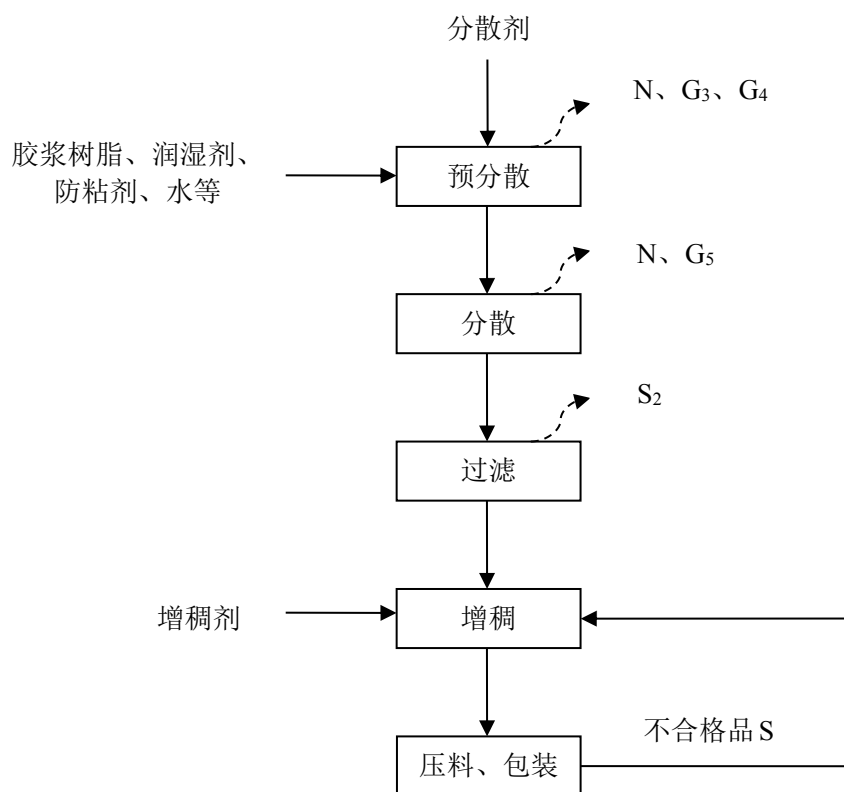 分散剂
N、G₃、G₄
胶浆树脂、润湿剂、
防粘剂、水等
预分散
N、G₅
分散
S₂
过滤
增稠剂
增稠
不合格品 S
压料、包装